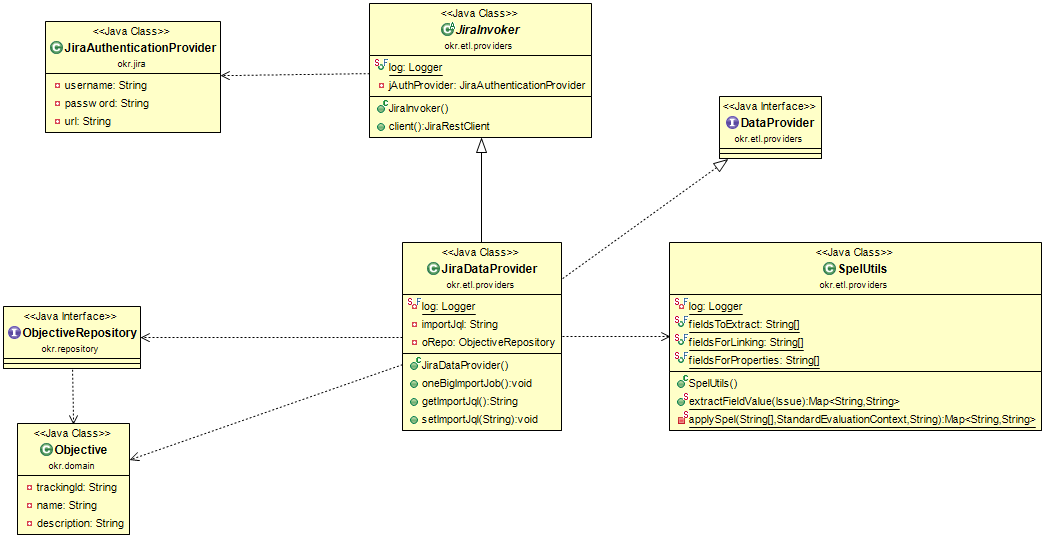 <<Java Class>>
JiraAuthenticationProvider
okr.jira
username: String
password: String
url: String
<<Java Class>>
JiraInvoker
okr.etl.providers
log: Logger
jAuthProvider: JiraAuthenticationProvider
JiraInvoker()
client():JiraRestClient
<<Java Interface>>
DataProvider
okr.etl.providers
<<Java Class>>
JiraDataProvider
okr.etl.providers
log: Logger
importJql: String
oRepo: ObjectiveRepository
JiraDataProvider()
oneBigImportJob():void
getImportJql():String
setImportJql(String):void
<<Java Class>>
SpelUtils
okr.etl.providers
log: Logger
fieldsToExtract: String[]
fieldsForLinking: String[]
fieldsForProperties: String[]
SpelUtils()
extractFieldValue(Issue):Map<String,String>
applySpel(String[],StandardEvaluationContext,String):Map<String,String>
<<Java Interface>>
ObjectiveRepository
okr.repository
<<Java Class>>
Objective
okr.domain
trackingId: String
name: String
description: String